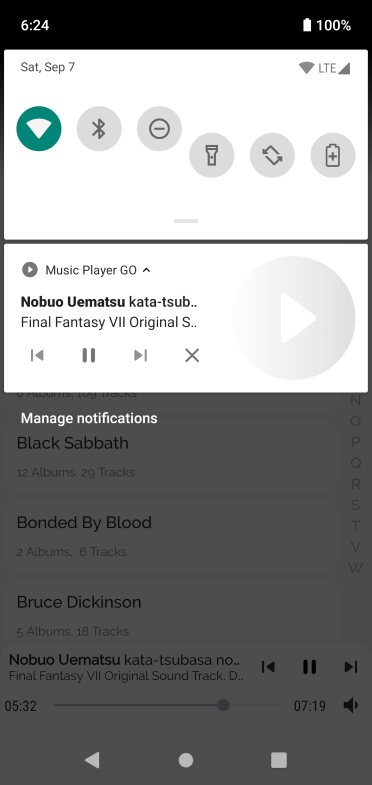 6:24
100%
Sat, Sep 7
LTE
Music Player GO
Nobuo Uematsu kata-tsub..
Final Fantasy VII Original S..
6 Albums, 109 Tracks
Manage notifications
Black Sabbath
12 Albums, 29 Tracks
Bonded By Blood
2 Albums, 6 Tracks
Bruce Dickinson
5 Albums, 18 Tracks
N
O
P
Q
R
S
T
V
W
Nobuo Uematsu kata-tsubasa no...
Final Fantasy VII Original Sound Track, D...
05:32
07:19